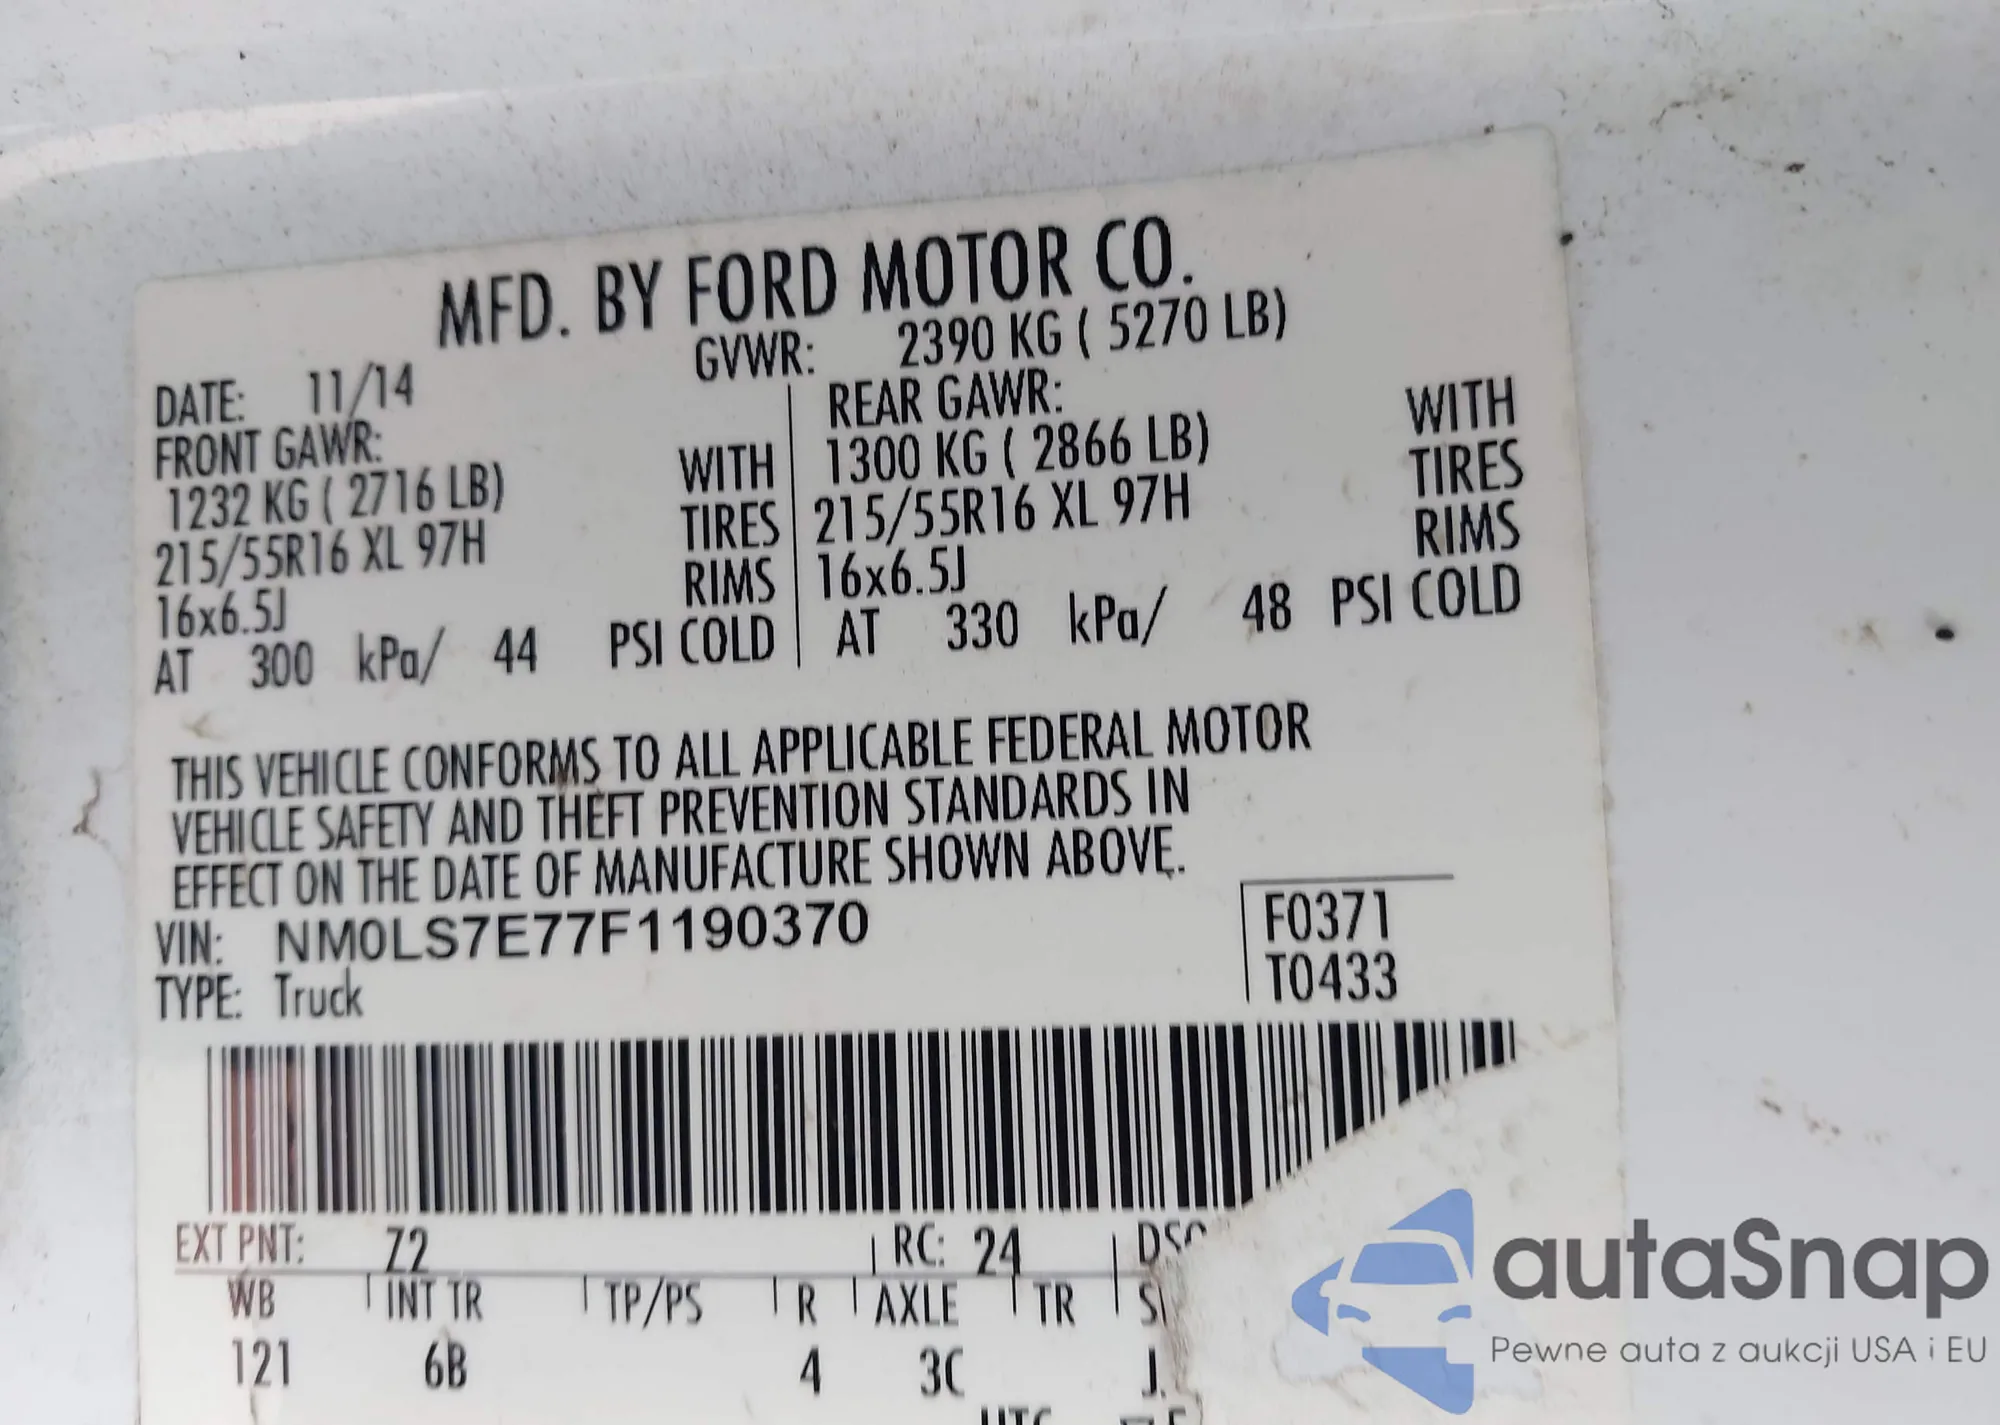 MFD. BY FORD MOTOR CO.
DATE: 11/14 GVWR: 2390 KG ( 5270 LB)
FRONT GAWR:
1232 KG ( 2716 LB) WITH
215/55R16 XL 97H TIRES
16x6.5J RIMS
AT 300 kPa/ 44 PSI COLD
REAR GAWR:
1300 KG ( 2866 LB) WITH
215/55R16 XL 97H TIRES
16x6.5J RIMS
AT 330 kPa/ 48 PSI COLD
THIS VEHICLE CONFORMS TO ALL APPLICABLE FEDERAL MOTOR
VEHICLE SAFETY AND THEFT PREVENTION STANDARDS IN
EFFECT ON THE DATE OF MANUFACTURE SHOWN ABOVE.
VIN: NM0LS7E77F1190370
TYPE: Truck
F0371
T0433
EXT PNT: Z2 RC: 24
WB INT TR TP/PS R AXLE TR
121 6B 4 3C
autaSnap
Pewne auta z aukcji USA i EU